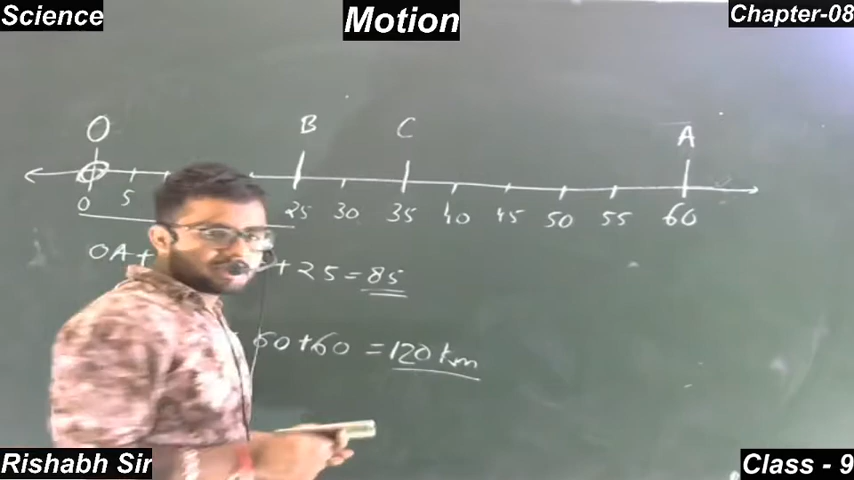 Science
Motion
Chapter-08
O B C A
0 5 25 30 35 40 45 50 55 60
OA+ + 25 = 85
60+60 = 120 km
Rishabh Sir
Class - 9